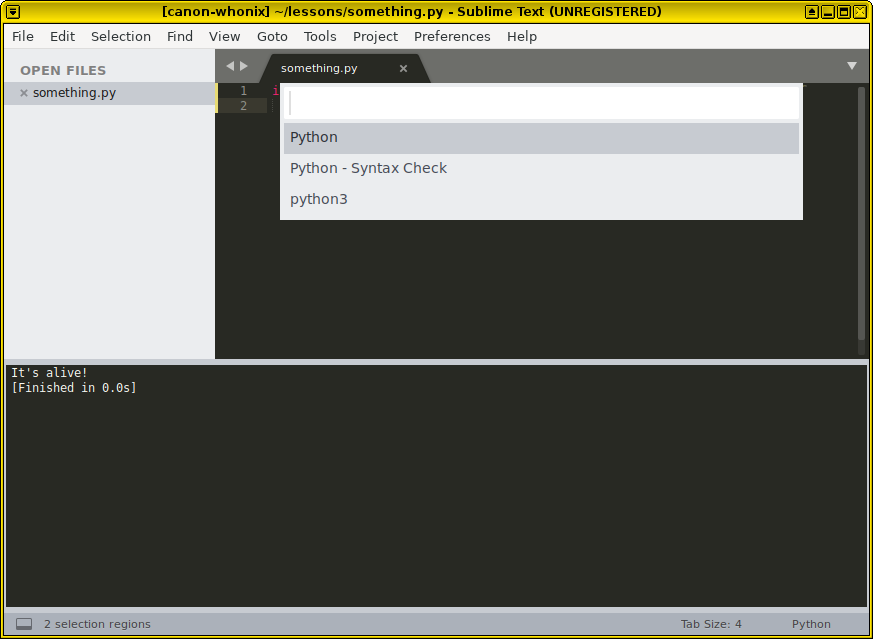 [canon-whonix] ~/lessons/something.py - Sublime Text (UNREGISTERED)
File Edit Selection Find View Goto Tools Project Preferences Help
OPEN FILES
something.py
something.py
1 i
2
Python
Python - Syntax Check
python3
It's alive!
[Finished in 0.0s]
2 selection regions Tab Size: 4 Python